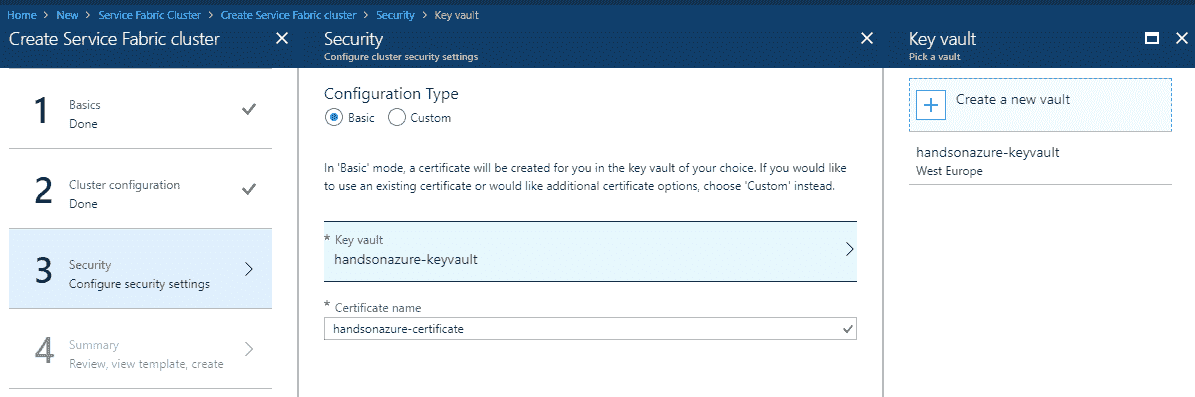 Home > New > Service Fabric Cluster > Create Service Fabric cluster > Security > Key vault
Create Service Fabric cluster
1
Basics
Done
2
Cluster configuration
Done
3
Security
Configure security settings
4
Summary
Review, view template, create
Security
Configure cluster security settings
Configuration Type
Basic
Custom
In 'Basic' mode, a certificate will be created for you in the key vault of your choice. If you would like
to use an existing certificate or would like additional certificate options, choose 'Custom' instead.
* Key vault
handsonazure-keyvault
* Certificate name
handsonazure-certificate
Key vault
Pick a vault
Create a new vault
handsonazure-keyvault
West Europe